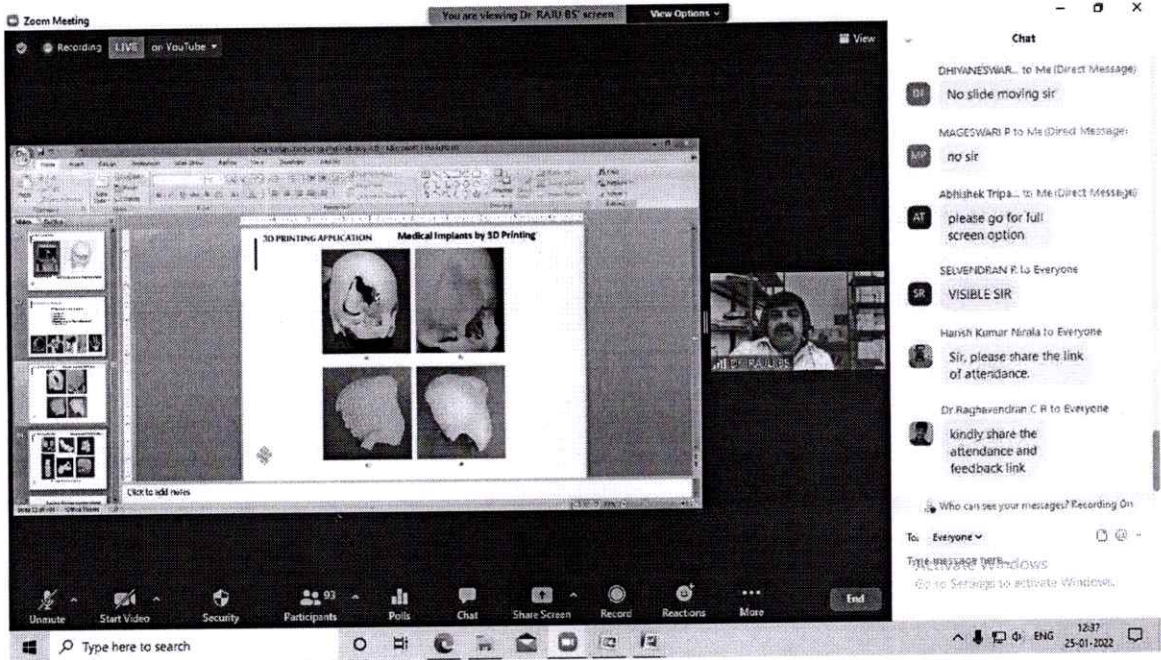 Zoom Meeting
You are viewing Dr. RAJU BS' screen
View Options
Recording
LIVE
on YouTube
View
Chat
DHIYANESWAR... to Me (Direct Message)
DI
No slide moving sir
MAGESWARI P to Me (Direct Message)
MP
no sir
Abhishek Tripa... to Me (Direct Message)
AT
please go for full
screen option
SELVENDRAN R to Everyone
SR
VISIBLE SIR
Harish Kumar Nirala to Everyone
Sir, please share the link
of attendance.
Dr.Raghavendran C R to Everyone
kindly share the
attendance and
feedback link
Who can see your messages? Recording On
To: Everyone
Type message here...
Activate Windows
Go to Settings to activate Windows.
3D PRINTING APPLICATION
Medical Implants by 3D Printing
Click to add notes
Dr. RAJU BS
Unmute
Start Video
Security
93
Participants
Polls
Chat
Share Screen
Record
Reactions
More
End
Type here to search
ENG
12:37
25-01-2022